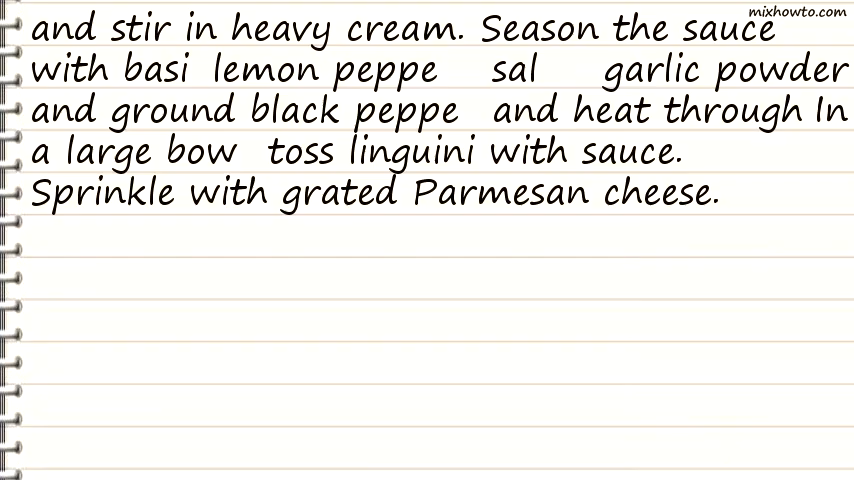 mixhowto.com
and stir in heavy cream. Season the sauce
with basi lemon peppe sal garlic powder
and ground black peppe and heat through In
a large bow toss linguini with sauce.
Sprinkle with grated Parmesan cheese.